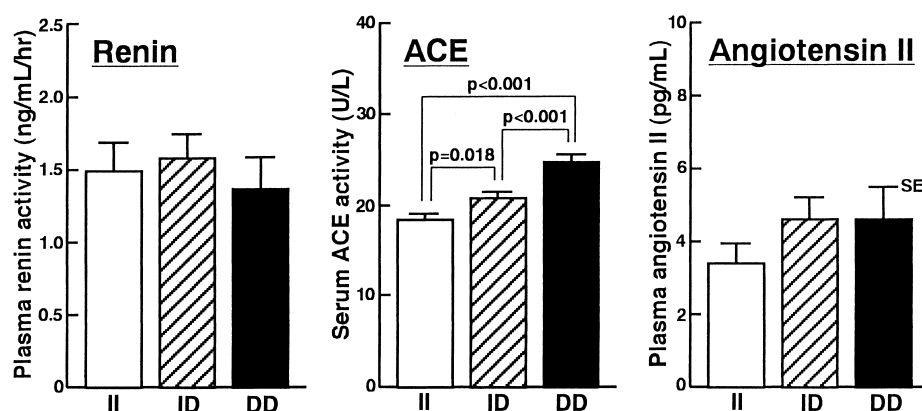 Renin
Plasma renin activity (ng/mL/hr)
2.5
2.0
1.5
1.0
0.5
0
II
ID
DD
ACE
Serum ACE activity (U/L)
40
30
20
10
0
p<0.001
p<0.001
p=0.018
II
ID
DD
Angiotensin II
Plasma angiotensin II (pg/mL)
10
8
6
4
2
0
SE
II
ID
DD